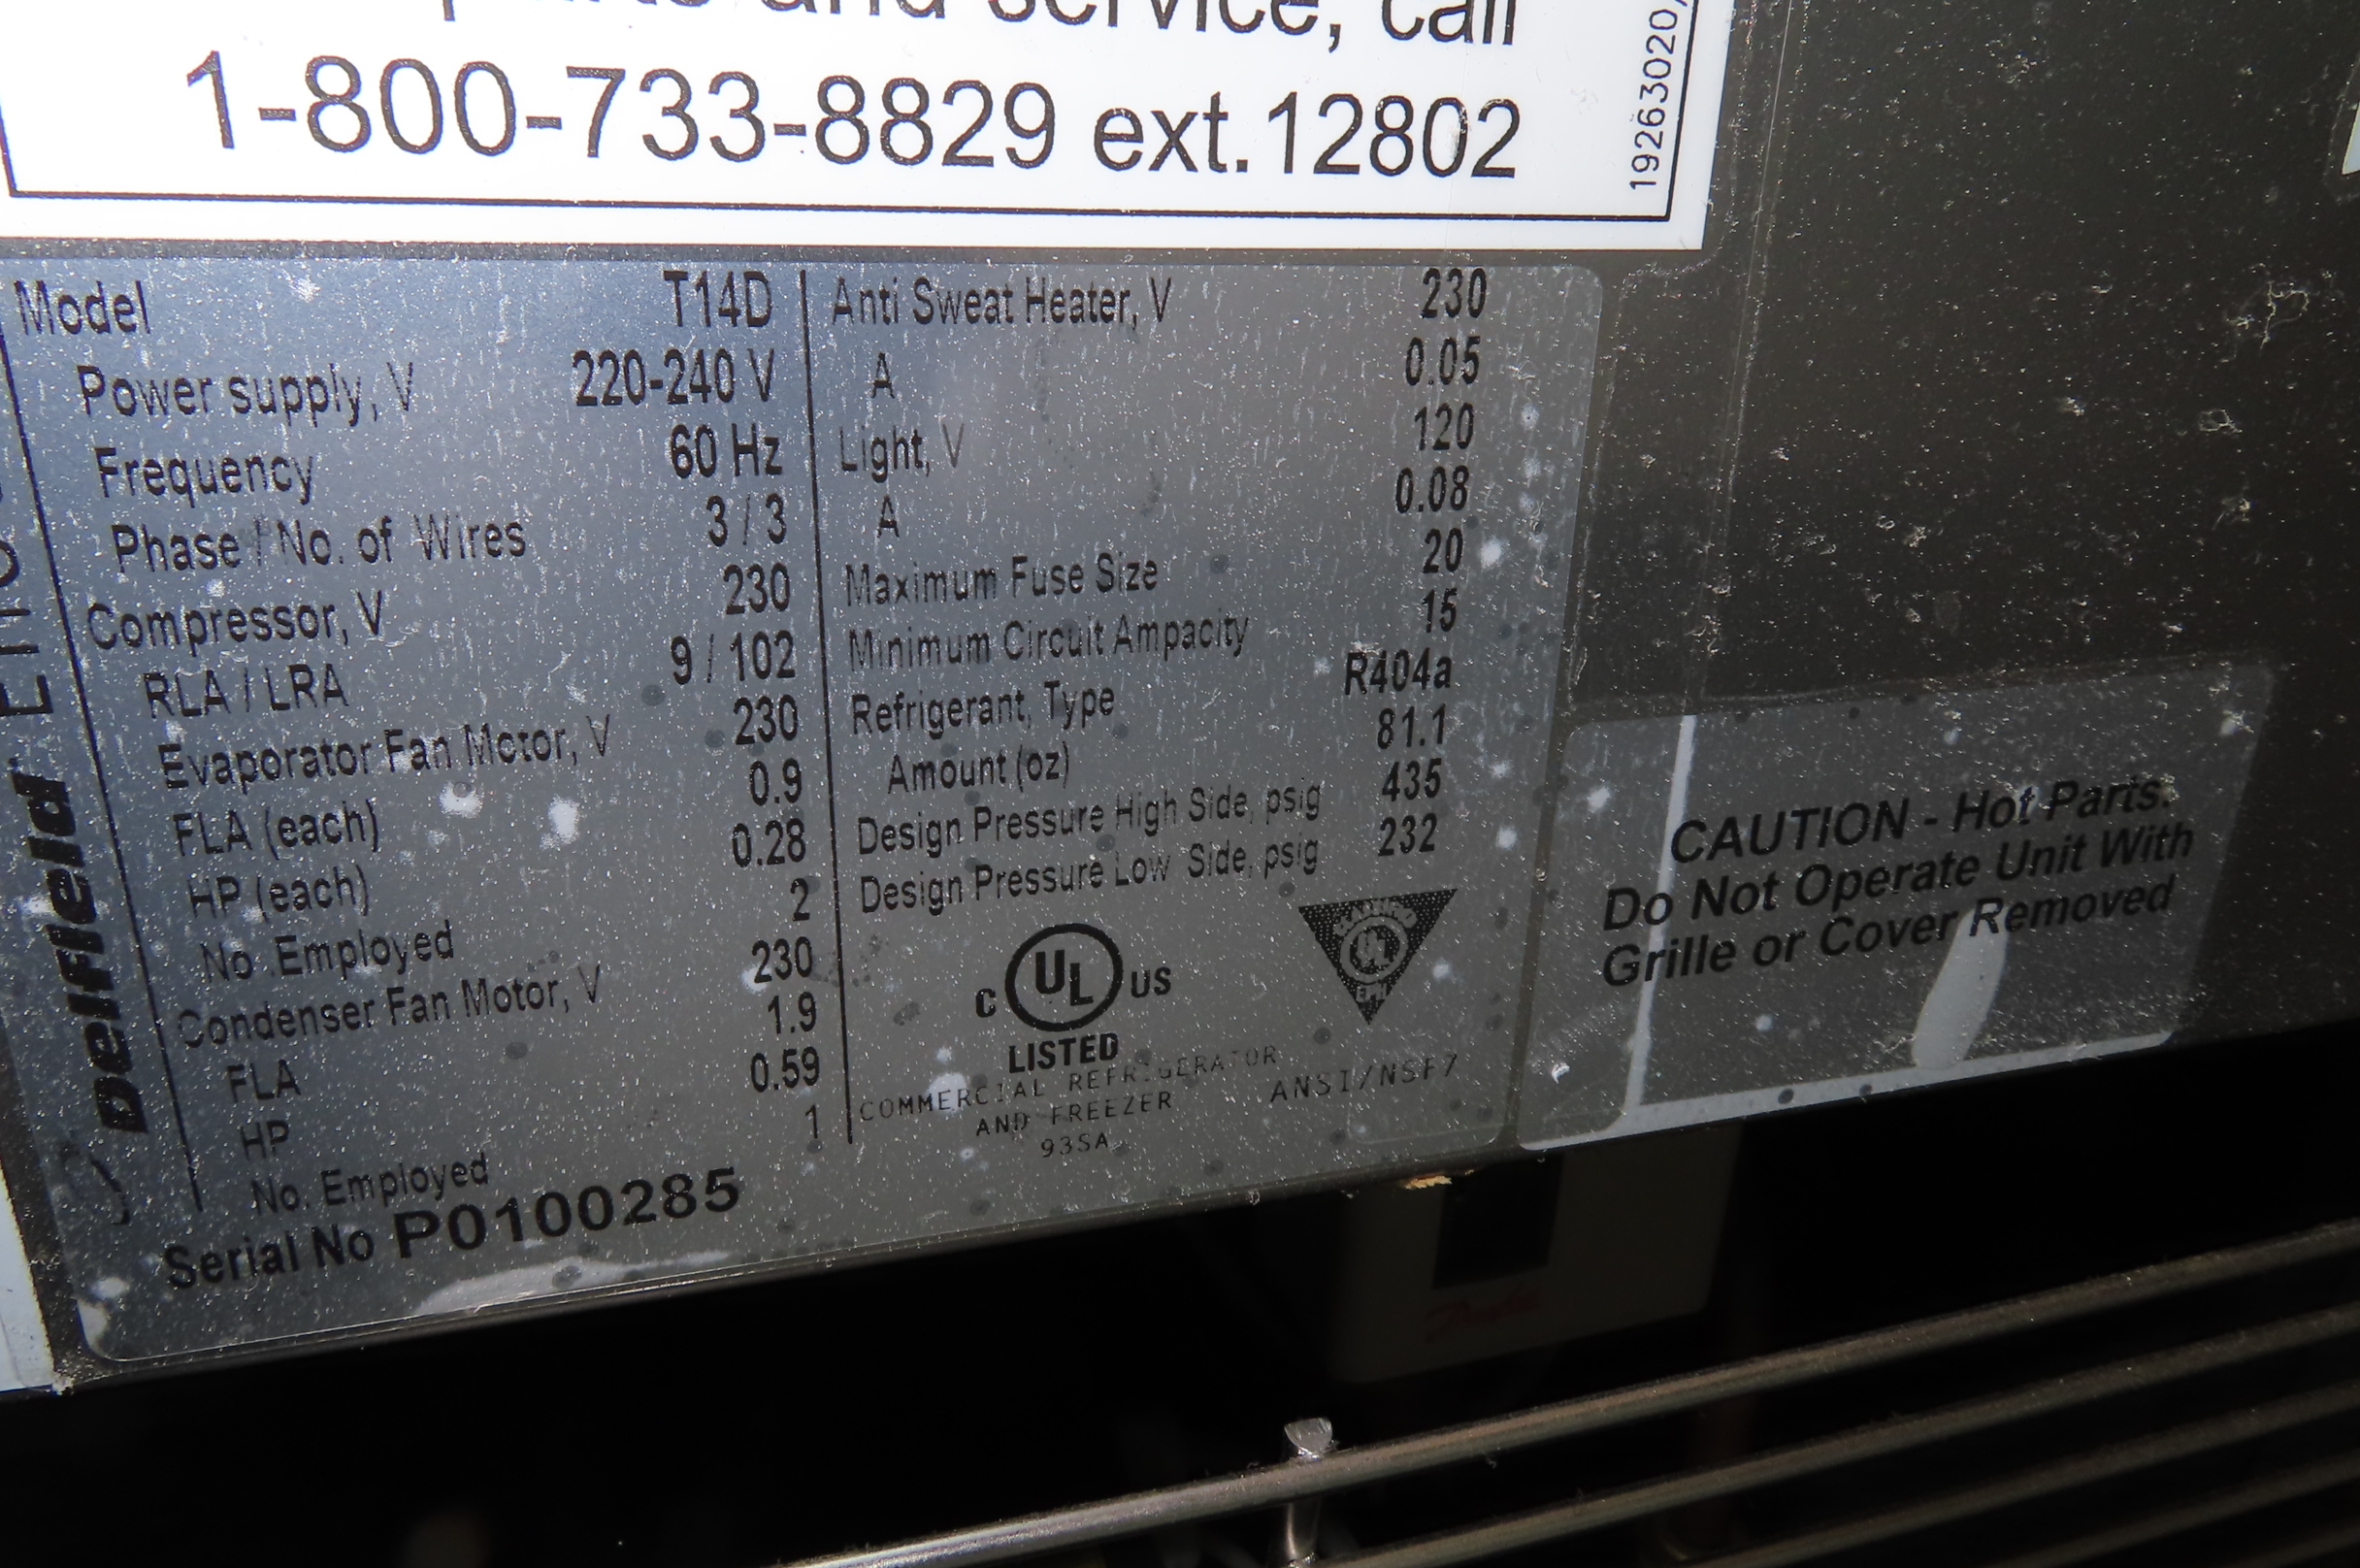 parts and service, call
1-800-733-8829 ext.12802
19263020
Delfield
Model T14D
Power supply, V 220-240 V
Frequency 60 Hz
Phase / No. of Wires 3 / 3
Compressor, V 230
RLA / LRA 9 / 102
Evaporator Fan Motor, V 230
FLA (each) 0.9
HP (each) 0.28
No. Employed 2
Condenser Fan Motor, V 230
FLA 1.9
HP 0.59
No. Employed 1
Serial No P0100285
Anti Sweat Heater, V 230
A 0.05
Light, V 120
A 0.08
Maximum Fuse Size 20
Minimum Circuit Ampacity 15
Refrigerant, Type R404a
Amount (oz) 81.1
Design Pressure High Side, psig 435
Design Pressure Low Side, psig 232
C UL US
LISTED
COMMERCIAL REFRIGERATOR
AND FREEZER
93SA
ANSI/NSF7
CAUTION - Hot Parts.
Do Not Operate Unit With
Grille or Cover Removed
Danfoss